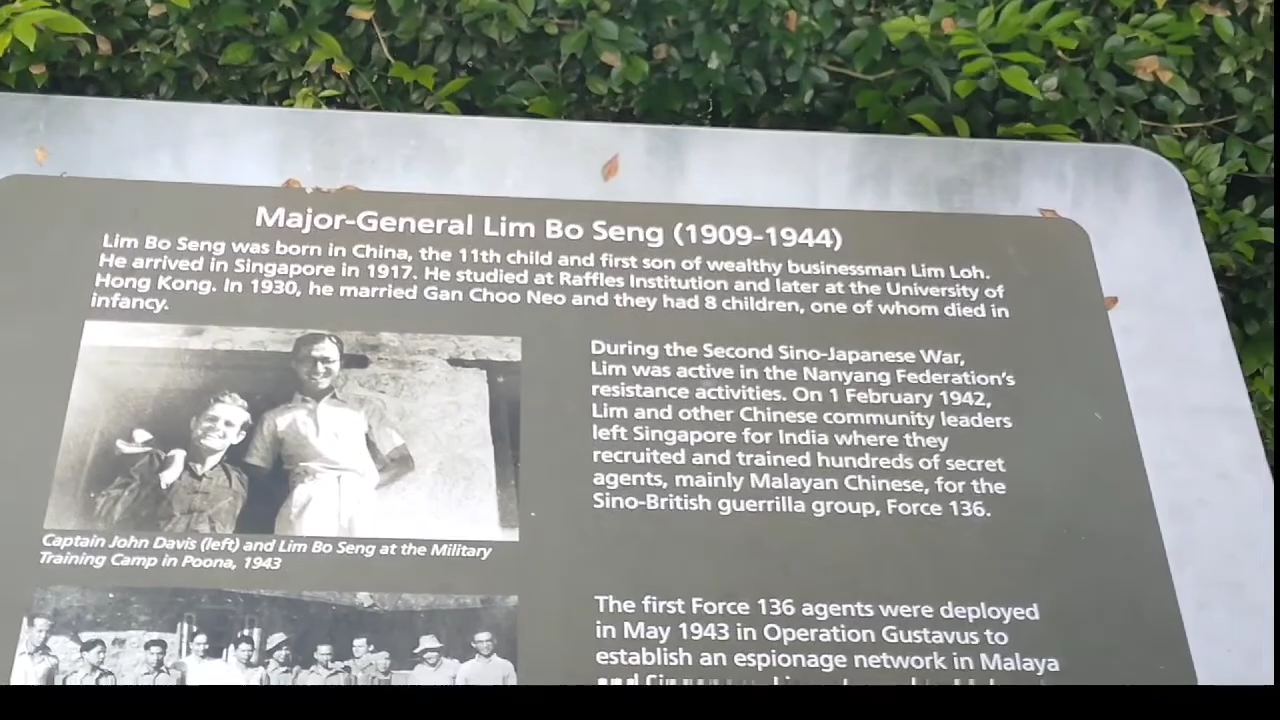 Major-General Lim Bo Seng (1909-1944)
Lim Bo Seng was born in China, the 11th child and first son of wealthy businessman Lim Loh.
He arrived in Singapore in 1917. He studied at Raffles Institution and later at the University of
Hong Kong. In 1930, he married Gan Choo Neo and they had 8 children, one of whom died in
infancy.
During the Second Sino-Japanese War,
Lim was active in the Nanyang Federation's
resistance activities. On 1 February 1942,
Lim and other Chinese community leaders
left Singapore for India where they
recruited and trained hundreds of secret
agents, mainly Malayan Chinese, for the
Sino-British guerrilla group, Force 136.
Captain John Davis (left) and Lim Bo Seng at the Military
Training Camp in Poona, 1943
The first Force 136 agents were deployed
in May 1943 in Operation Gustavus to
establish an espionage network in Malaya